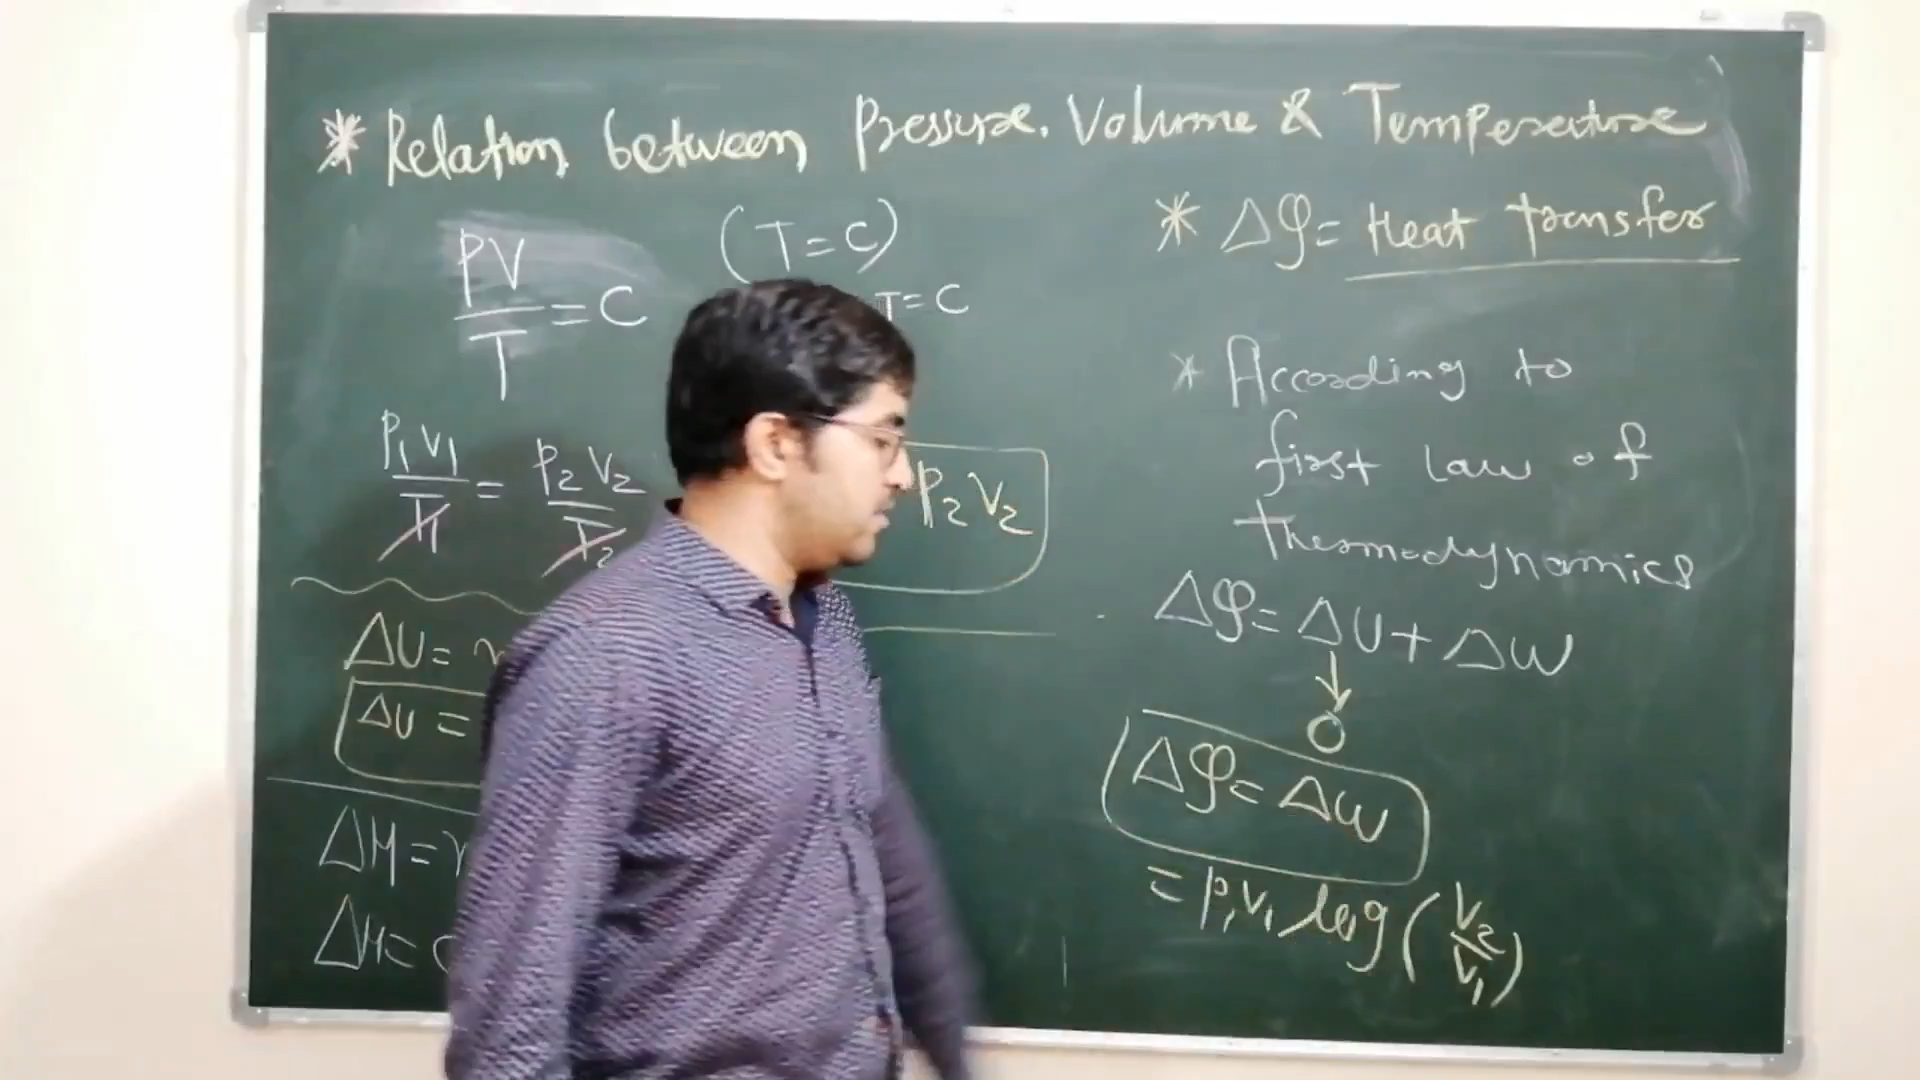 * Relation between Pressure, Volume & Temperature
PV/T = C
(T=C)
T=C
P₁V₁/T₁ = P₂V₂/T₂
P₂V₂
ΔU=
ΔU =
ΔH=
ΔH=
* ΔQ= Heat transfer
* According to
first law of
thermodynamics
ΔQ= ΔU+ ΔW
↓
0
ΔQ= ΔW
= P₁V₁ log(V₂/V₁)